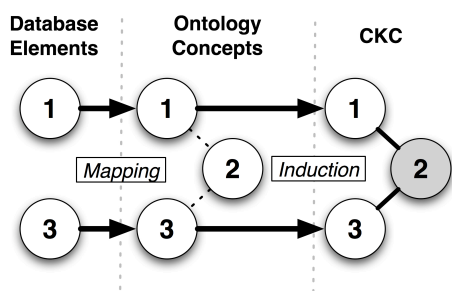 Database
Elements
Ontology
Concepts
CKC
1
1
1
Mapping
2
Induction
2
3
3
3